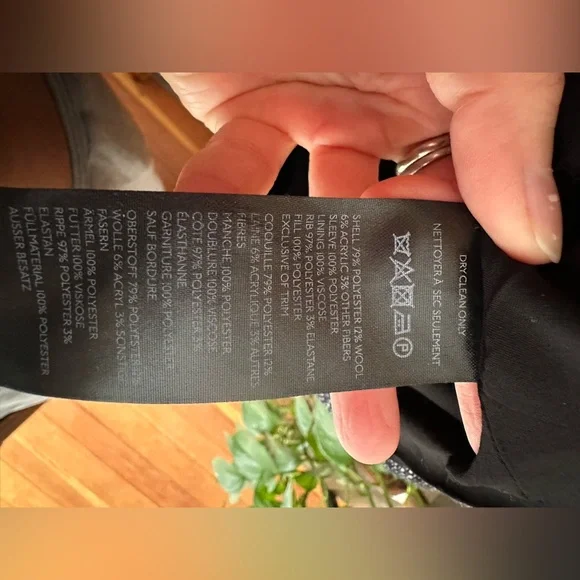 DRY CLEAN ONLY
NETTOYER À SEC SEULEMENT
P
SHELL 79% POLYESTER 12% WOOL
6% ACRYLIC 3% OTHER FIBERS
SLEEVE 100% POLYESTER
LINING 100% VISCOSE
RIB 97% POLYESTER 3% ELASTANE
FILL 100% POLYESTER
EXCLUSIVE OF TRIM
COQUILLE 79% POLYESTER 12%
LAINE 6% ACRYLIQUE 3% AUTRES
FIBRES
MANCHE 100% POLYESTER
DOUBLURE 100% VISCOSE
CÔTE 97% POLYESTER 3%
ÉLASTHANNE
GARNITURE 100% POLYESTER
SAUF BORDURE
OBERSTOFF 79% POLYESTER 12%
WOLLE 6% ACRYL 3% SONSTIGE
FASERN
ÄRMEL 100% POLYESTER
FUTTER 100% VISKOSE
RIPPE 97% POLYESTER 3%
ELASTAN
FÜLLMATERIAL 100% POLYESTER
AUSSER BESATZ